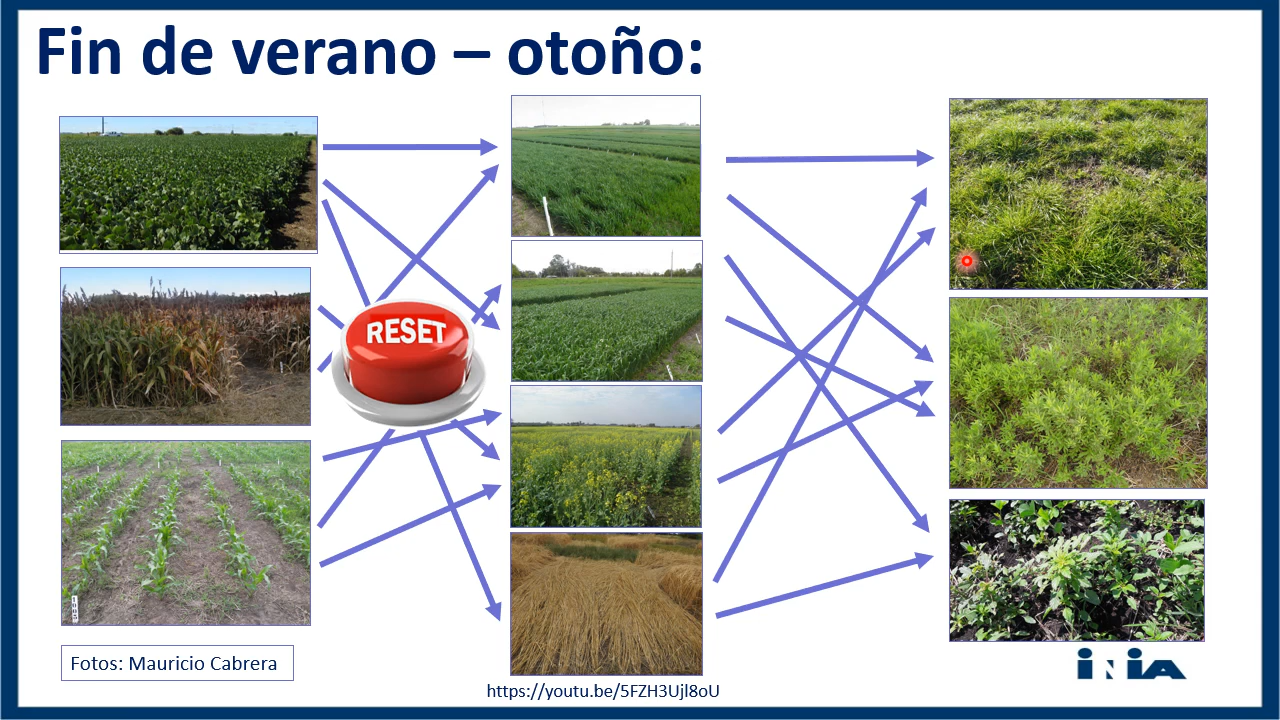 Fin de verano – otoño:
RESET
Fotos: Mauricio Cabrera
https://youtu.be/5FZH3Ujl8oU
iNiA